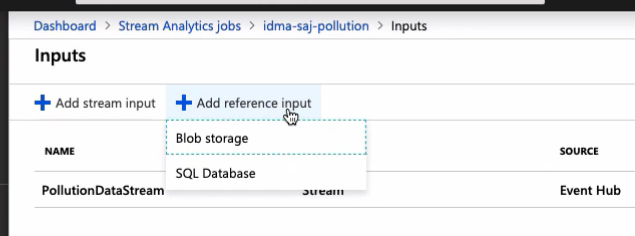 Dashboard > Stream Analytics jobs > idma-saj-pollution > Inputs
Inputs
Add stream input Add reference input
Blob storage
NAME SOURCE
SQL Database
PollutionDataStream Stream Event Hub